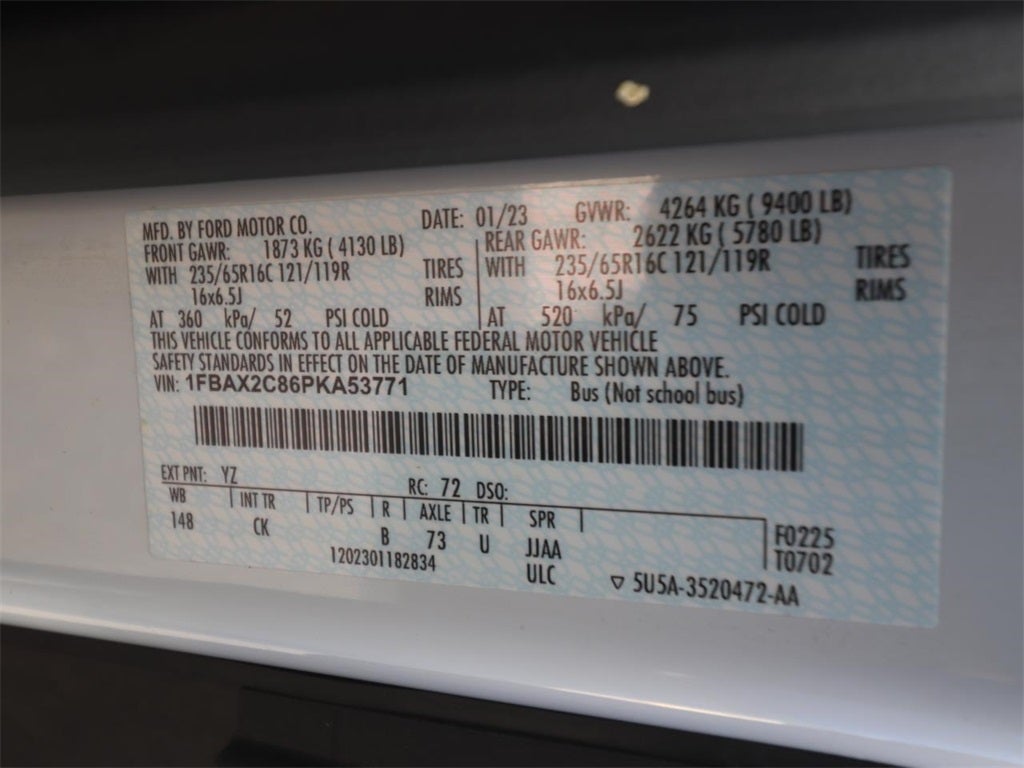 MFD. BY FORD MOTOR CO. DATE: 01/23 GVWR: 4264 KG ( 9400 LB)
FRONT GAWR: 1873 KG ( 4130 LB) REAR GAWR: 2622 KG ( 5780 LB)
WITH 235/65R16C 121/119R TIRES WITH 235/65R16C 121/119R TIRES
16x6.5J RIMS 16x6.5J RIMS
AT 360 kPa/ 52 PSI COLD AT 520 kPa/ 75 PSI COLD
THIS VEHICLE CONFORMS TO ALL APPLICABLE FEDERAL MOTOR VEHICLE
SAFETY STANDARDS IN EFFECT ON THE DATE OF MANUFACTURE SHOWN ABOVE.
VIN: 1FBAX2C86PKA53771 TYPE: Bus (Not school bus)
EXT PNT: YZ RC: 72 DSO:
WB INT TR TP/PS R AXLE TR SPR
148 CK B 73 U JJAA F0225
1202301182834 ULC T0702
5U5A-3520472-AA